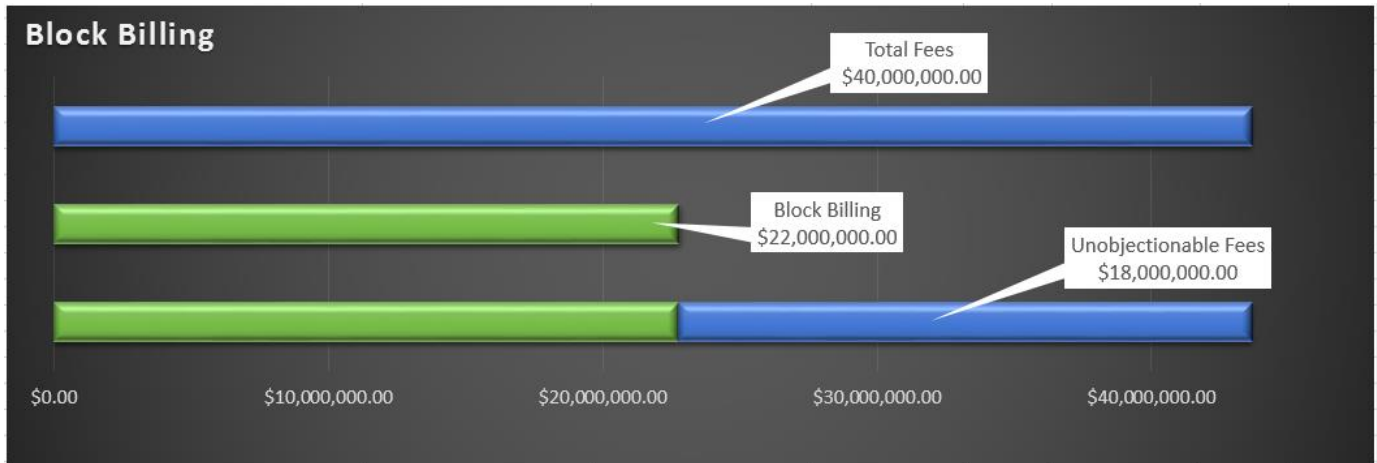 Block Billing
Total Fees
$40,000,000.00
Block Billing
$22,000,000.00
Unobjectionable Fees
$18,000,000.00
$0.00 $10,000,000.00 $20,000,000.00 $30,000,000.00 $40,000,000.00